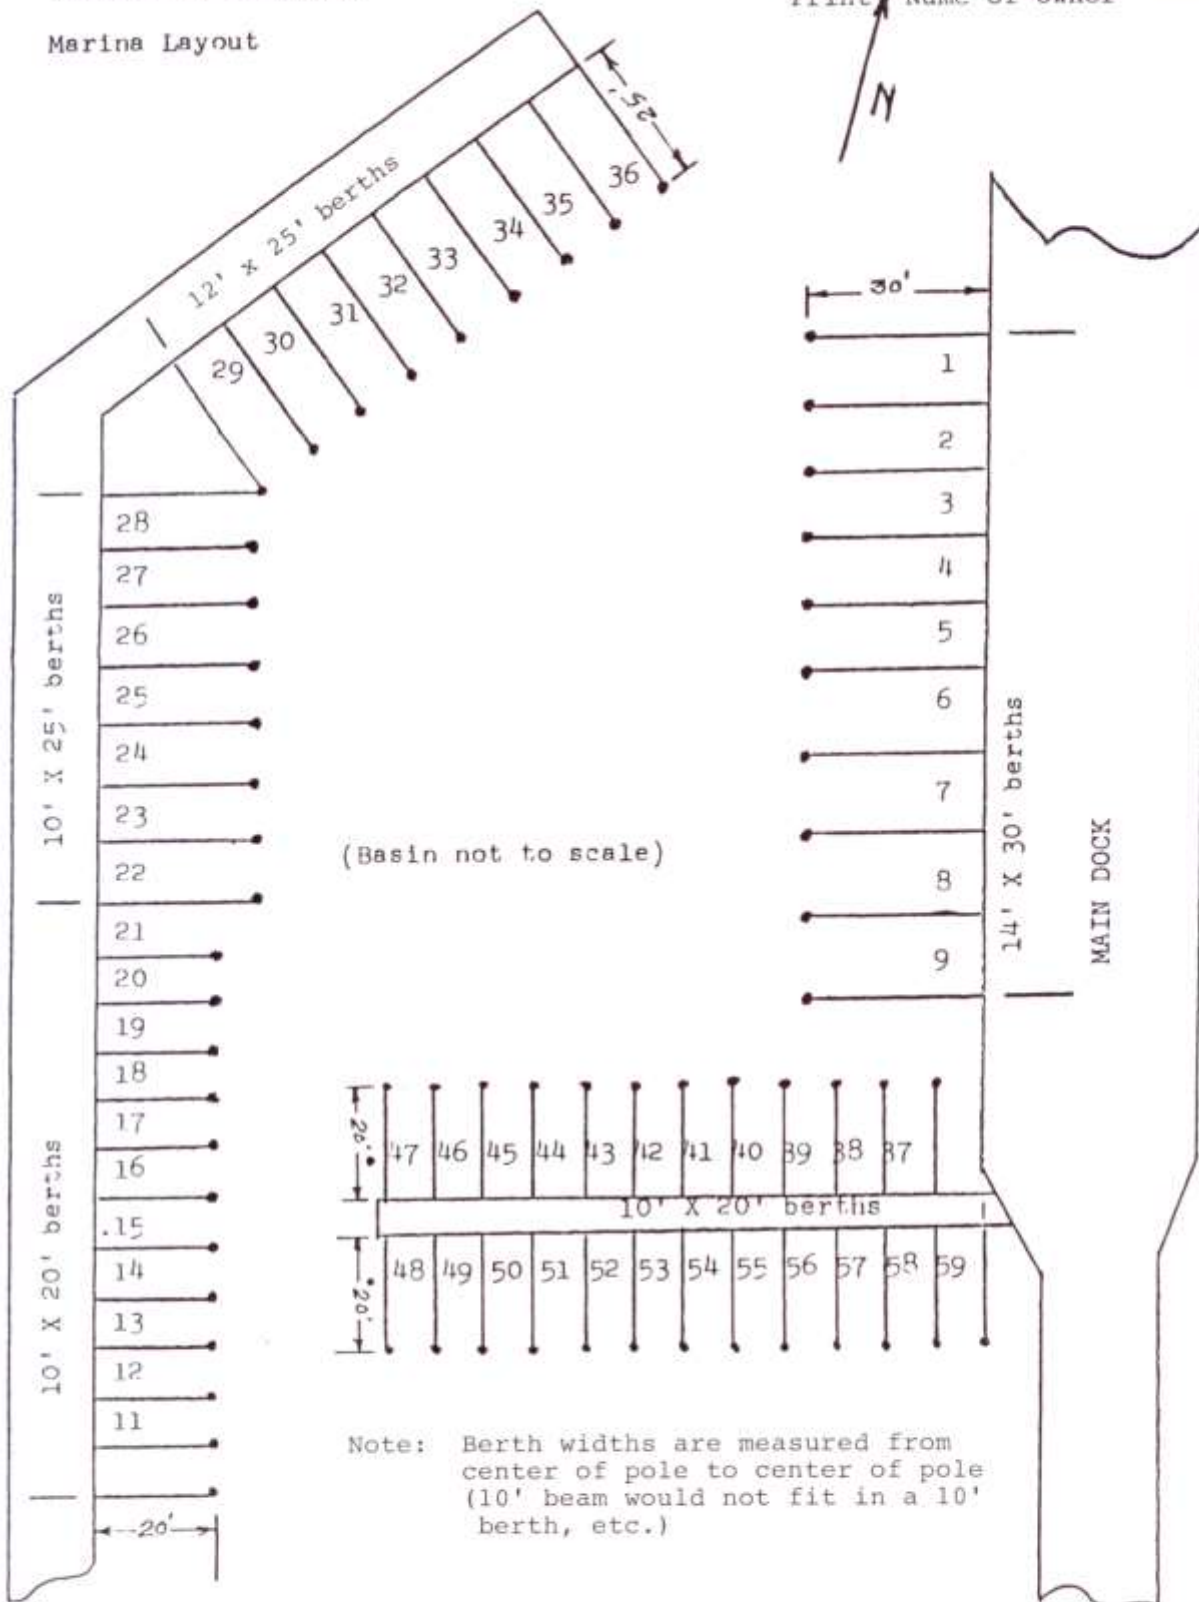 Marina Layout
Name of Owner
N
25'
12' x 25' berths
36
35
34
33
32
31
30
29
30'
1
2
3
4
5
6
7
8
9
14' X 30' berths
MAIN DOCK
28
27
26
25
24
23
22
10' X 25' berths
(Basin not to scale)
21
20
19
18
17
16
.15
14
13
12
11
10' X 20' berths
20'
20'
47 46 45 44 43 42 41 40 39 38 37
10' X 20' berths
20'
48 49 50 51 52 53 54 55 56 57 58 59
Note: Berth widths are measured from
center of pole to center of pole
(10' beam would not fit in a 10'
berth, etc.)